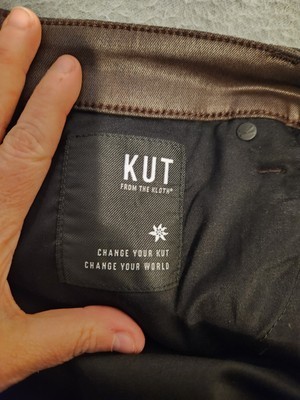 KUT
FROM THE KLOTH®
CHANGE YOUR KUT
CHANGE YOUR WORLD